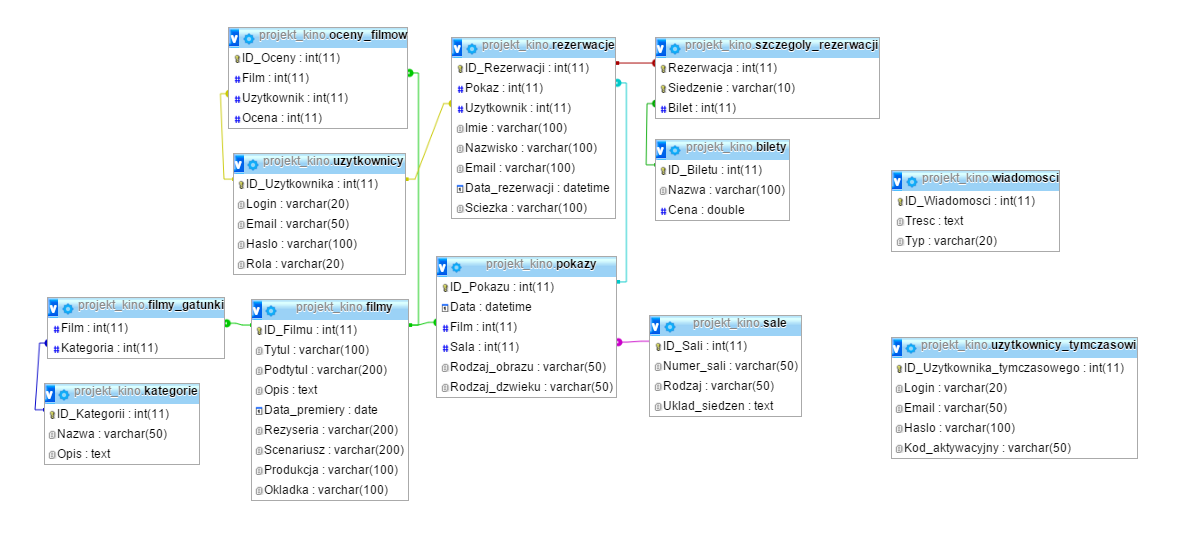 projekt_kino.oceny_filmow
ID_Oceny : int(11)
Film : int(11)
Uzytkownik : int(11)
Ocena : int(11)
projekt_kino.uzytkownicy
ID_Uzytkownika : int(11)
Login : varchar(20)
Email : varchar(50)
Haslo : varchar(100)
Rola : varchar(20)
projekt_kino.rezerwacje
ID_Rezerwacji : int(11)
Pokaz : int(11)
Uzytkownik : int(11)
Imie : varchar(100)
Nazwisko : varchar(100)
Email : varchar(100)
Data_rezerwacji : datetime
Sciezka : varchar(100)
projekt_kino.szczegoly_rezerwacji
Rezerwacja : int(11)
Siedzenie : varchar(10)
Bilet : int(11)
projekt_kino.bilety
ID_Biletu : int(11)
Nazwa : varchar(100)
Cena : double
projekt_kino.wiadomosci
ID_Wiadomosci : int(11)
Tresc : text
Typ : varchar(20)
projekt_kino.filmy_gatunki
Film : int(11)
Kategoria : int(11)
projekt_kino.kategorie
ID_Kategorii : int(11)
Nazwa : varchar(50)
Opis : text
projekt_kino.filmy
ID_Filmu : int(11)
Tytul : varchar(100)
Podtytul : varchar(200)
Opis : text
Data_premiery : date
Rezyseria : varchar(200)
Scenariusz : varchar(200)
Produkcja : varchar(100)
Okladka : varchar(100)
projekt_kino.pokazy
ID_Pokazu : int(11)
Data : datetime
Film : int(11)
Sala : int(11)
Rodzaj_obrazu : varchar(50)
Rodzaj_dzwieku : varchar(50)
projekt_kino.sale
ID_Sali : int(11)
Numer_sali : varchar(50)
Rodzaj : varchar(50)
Uklad_siedzen : text
projekt_kino.uzytkownicy_tymczasowi
ID_Uzytkownika_tymczasowego : int(11)
Login : varchar(20)
Email : varchar(50)
Haslo : varchar(100)
Kod_aktywacyjny : varchar(50)